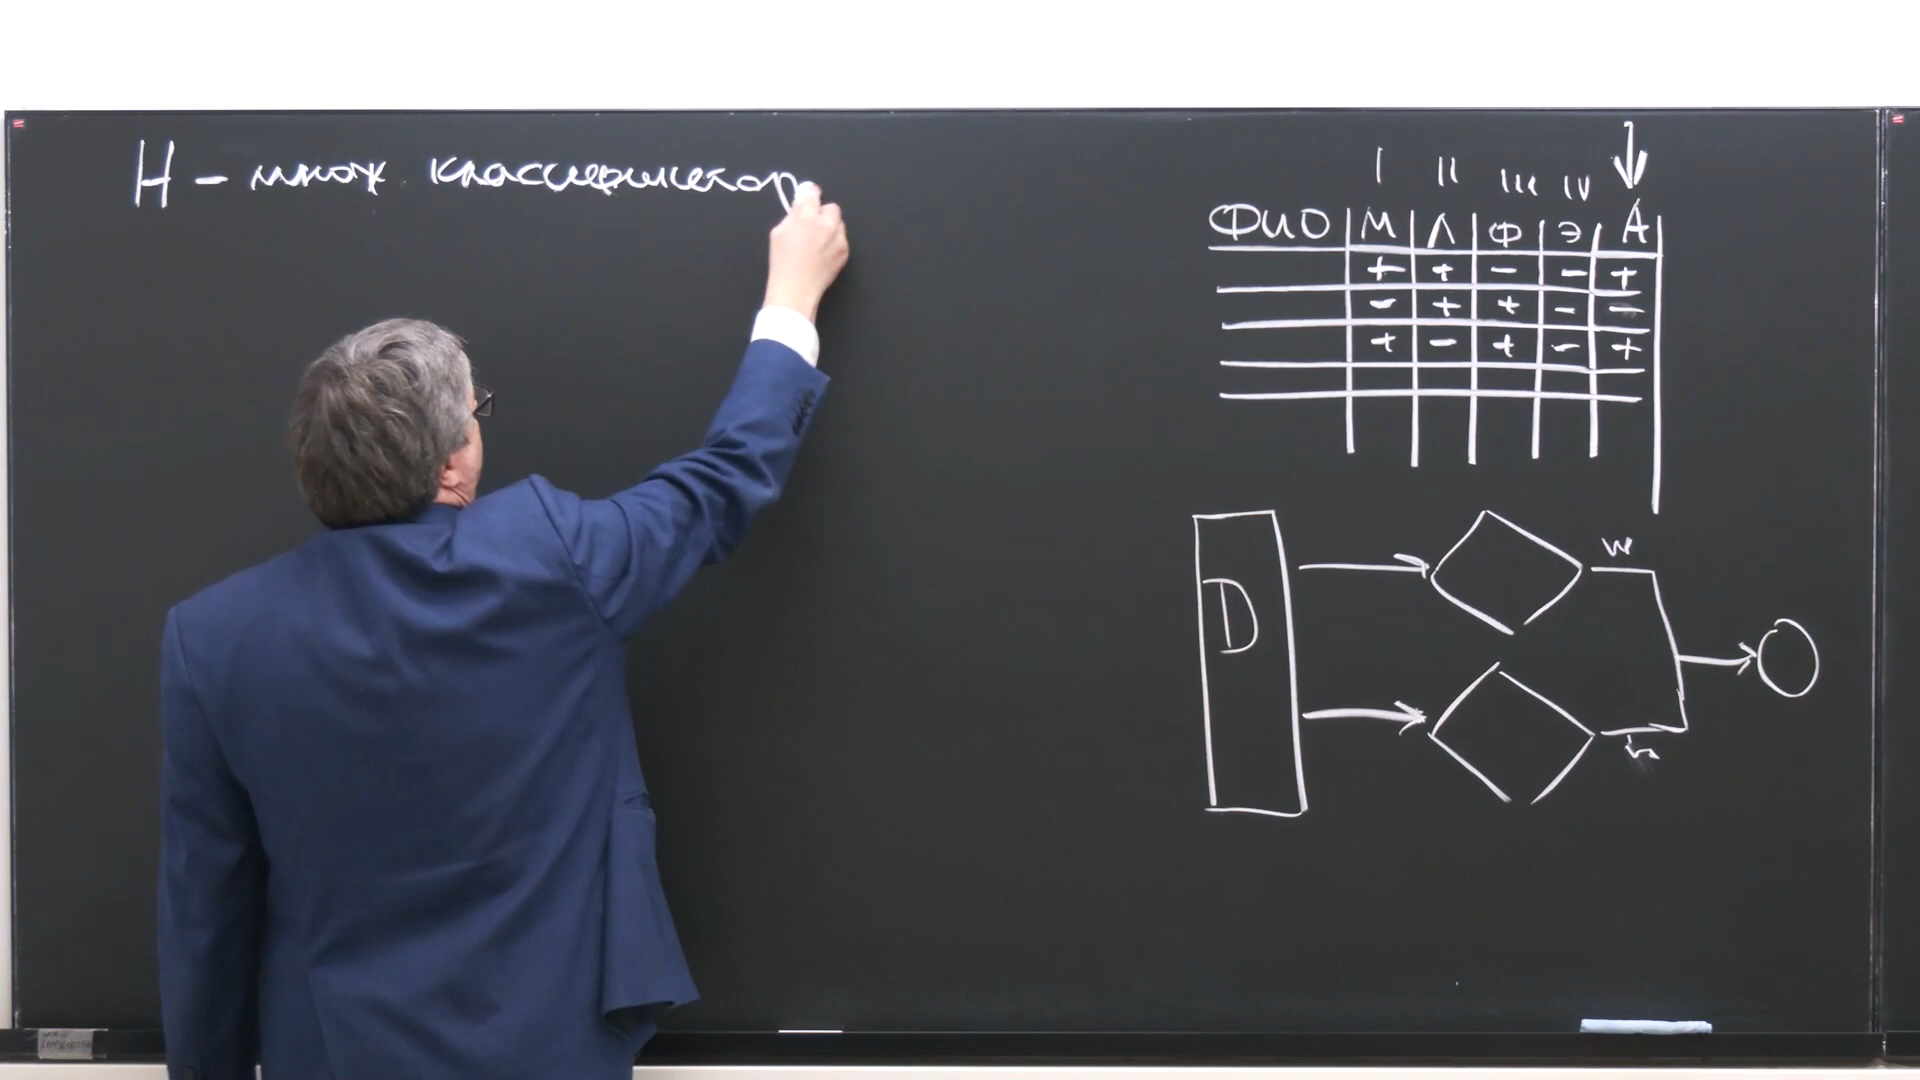 H - множ классификатор
I II III IV
ФИО М Л Ф Э А
+ + - - +
- + + - -
+ - + - +
w
D